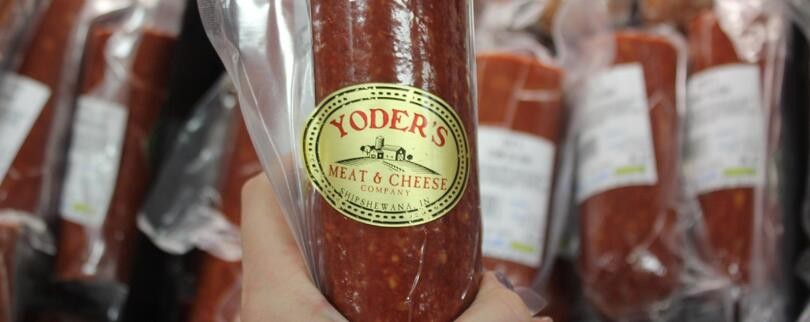 YODER'S
MEAT & CHEESE
COMPANY
SHIPSHEWANA, IN